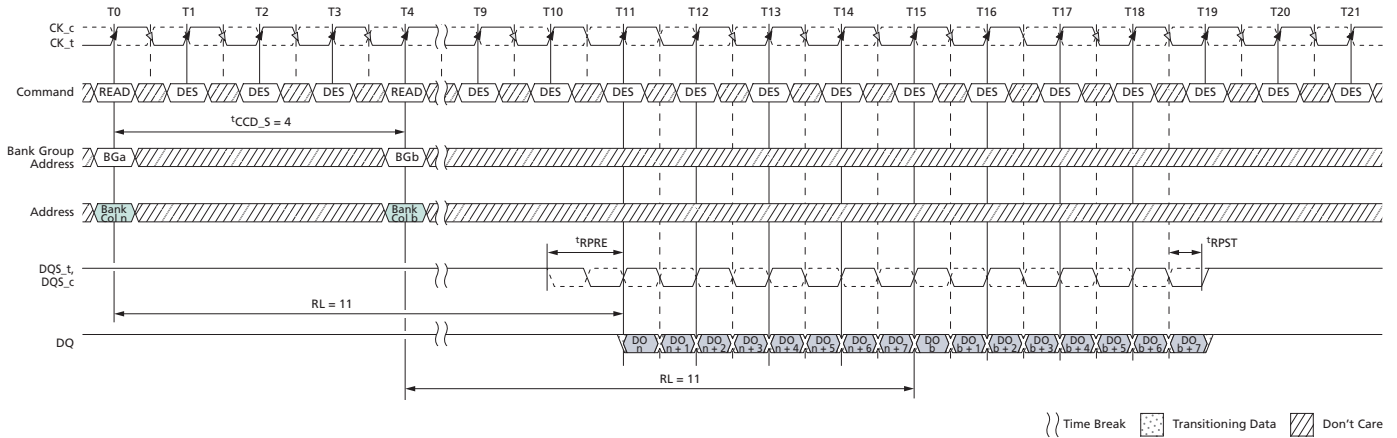 T0 T1 T2 T3 T4 T9 T10 T11 T12 T13 T14 T15 T16 T17 T18 T19 T20 T21
CK_c
CK_t
Command READ DES DES DES READ DES DES DES DES DES DES DES DES DES DES DES DES DES
tCCD_S = 4
Bank Group
Address
BGa BGb
Address
Bank
Col n
Bank
Col b
tRPRE tRPST
DQS_t,
DQS_c
RL = 11
DQ
DO
n
DO
n + 1
DO
n + 2
DO
n + 3
DO
n + 4
DO
n + 5
DO
n + 6
DO
n + 7
DO
b
DO
b + 1
DO
b + 2
DO
b + 3
DO
b + 4
DO
b + 5
DO
b + 6
DO
b + 7
RL = 11
Time Break Transitioning Data Don't Care